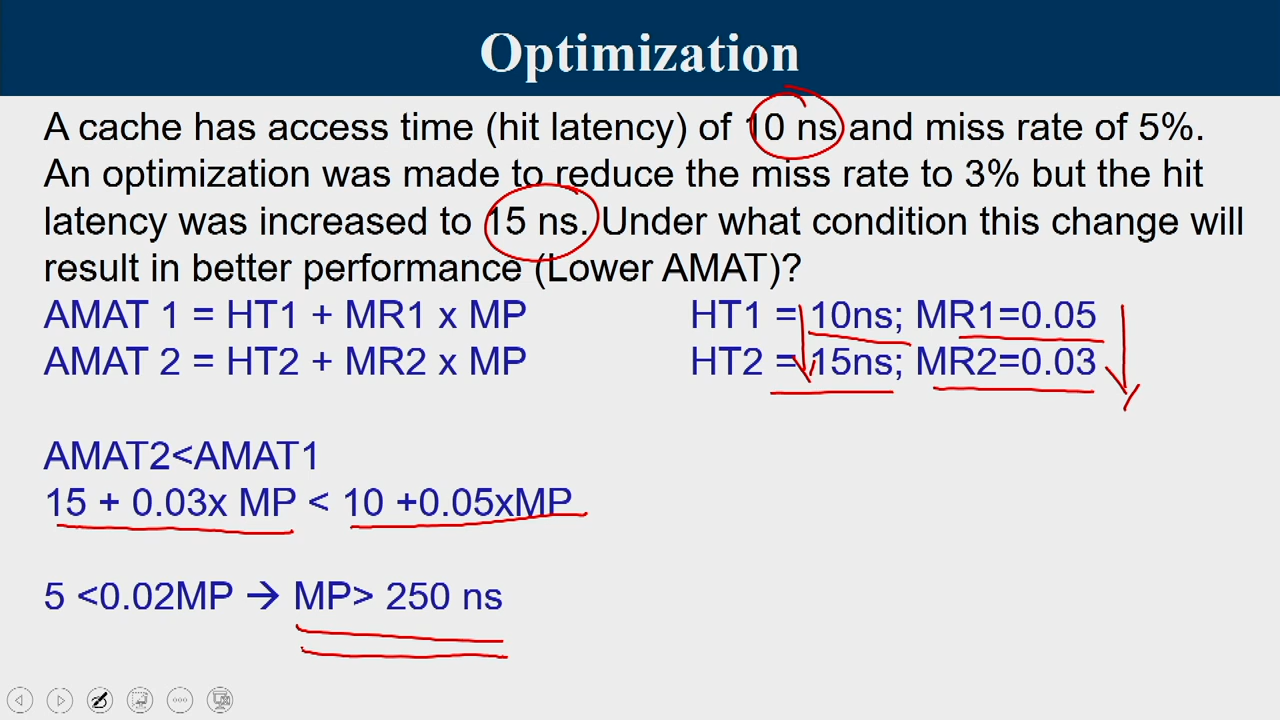 Optimization
A cache has access time (hit latency) of 10 ns and miss rate of 5%.
An optimization was made to reduce the miss rate to 3% but the hit
latency was increased to 15 ns. Under what condition this change will
result in better performance (Lower AMAT)?
AMAT 1 = HT1 + MR1 x MP
HT1 = 10ns; MR1=0.05
AMAT 2 = HT2 + MR2 x MP
HT2 = 15ns; MR2=0.03
AMAT2<AMAT1
15 + 0.03x MP < 10 +0.05xMP
5 <0.02MP → MP> 250 ns